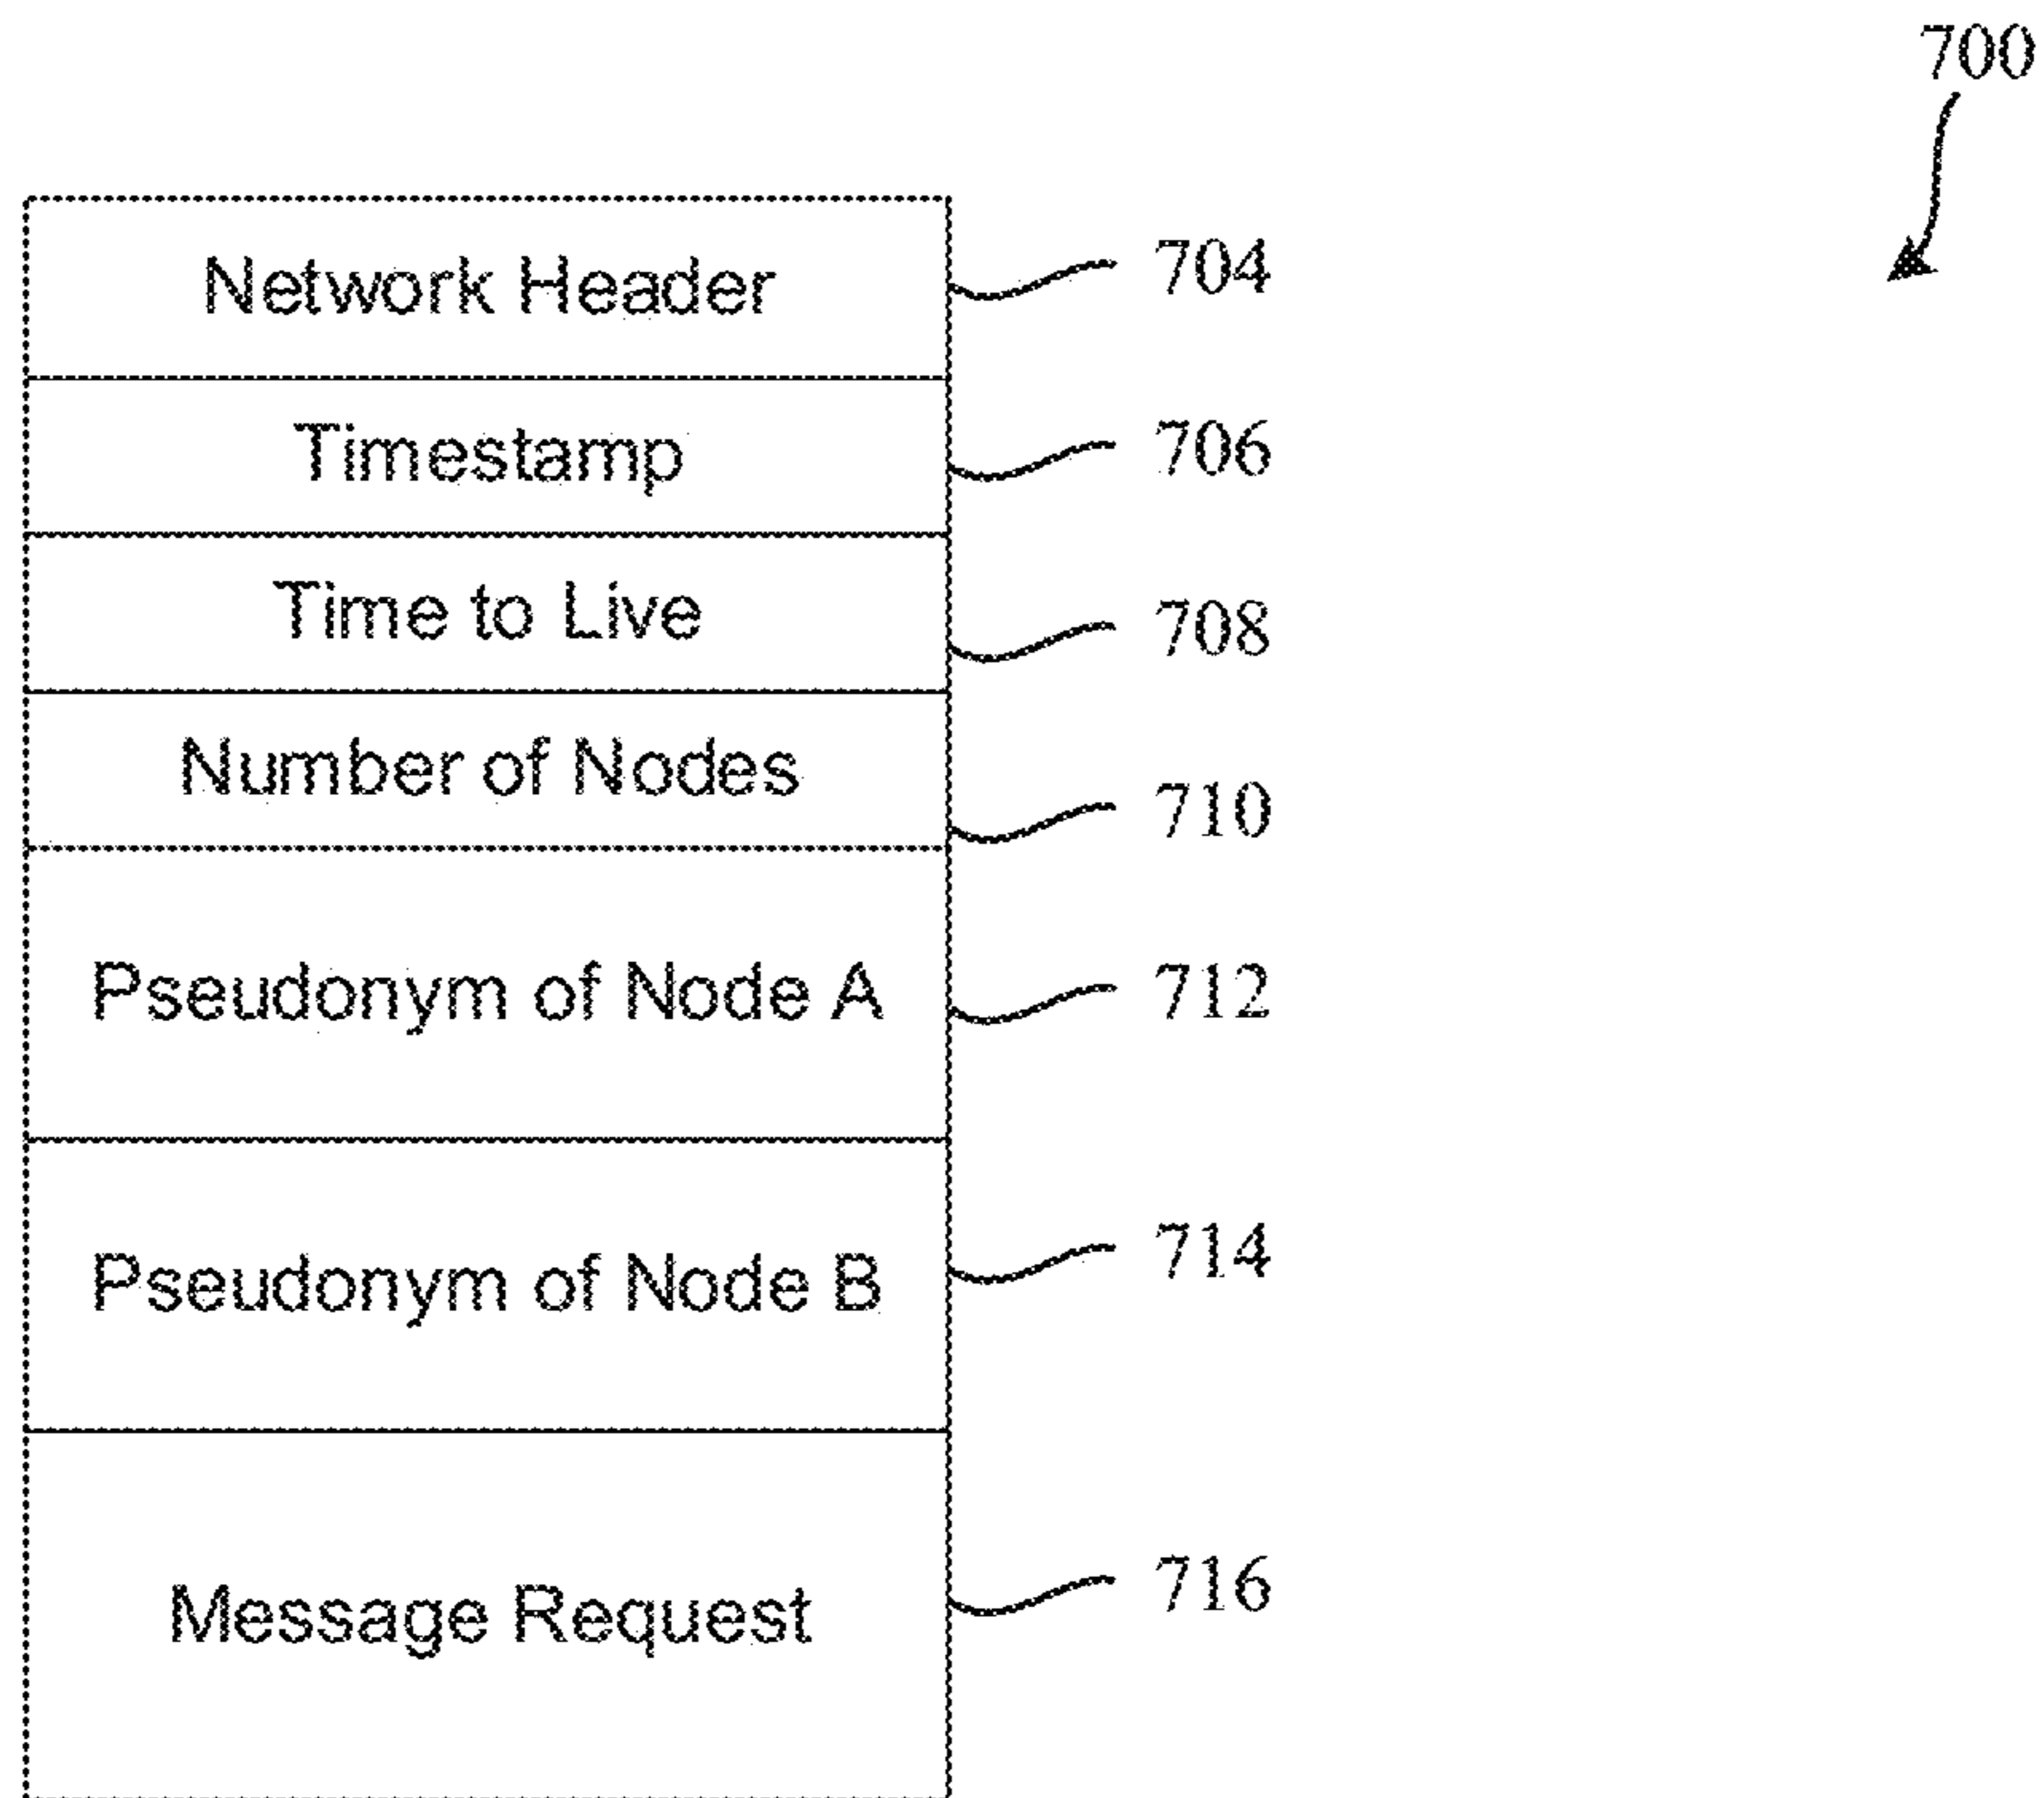 700
Network Header 704
Timestamp 706
Time to Live 708
Number of Nodes 710
Pseudonym of Node A 712
Pseudonym of Node B 714
Message Request 716